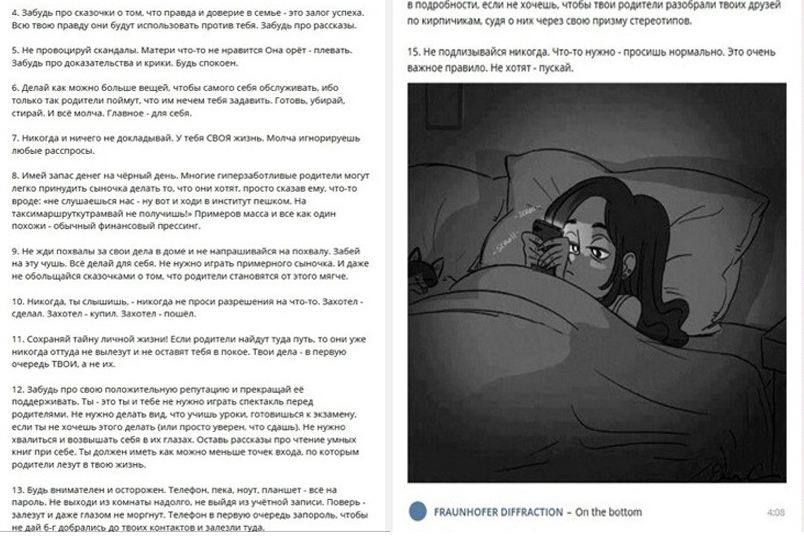 4. Забудь про сказочки о том, что правда и доверие в семье - это залог успеха.
Всю твою правду они будут использовать против тебя. Забудь про рассказы.
5. Не провоцируй скандалы. Матери что-то не нравится Она орёт - плевать.
Забудь про доказательства и крики. Будь спокоен.
6. Делай как можно больше вещей, чтобы самого себя обслуживать, ибо
только так родители поймут, что им нечем тебя задавить. Готовь, убирай,
стирай. И всё молча. Главное - для себя.
7. Никогда и ничего не докладывай. У тебя СВОЯ жизнь. Молча игнорируешь
любые расспросы.
8. Имей запас денег на чёрный день. Многие гиперзаботливые родители могут
легко принудить сыночка делать то, что они хотят, просто сказав ему, что-то
вроде: «не слушаешься нас - ну вот и ходи в институт пешком. На
таксимаршруткутрамвай не получишь!» Примеров масса и все как один
похожи - обычный финансовый прессинг.
9. Не жди похвалы за свои дела в доме и не напрашивайся на похвалу. Забей
на эту чушь. Всё делай для себя. Не нужно играть примерного сыночка. И даже
не обольщайся сказочками о том, что родители становятся от этого мягче.
10. Никогда, ты слышишь, - никогда не проси разрешения на что-то. Захотел -
сделал. Захотел - купил. Захотел - пошёл.
11. Сохраняй тайну личной жизни! Если родители найдут туда путь, то они уже
никогда оттуда не вылезут и не оставят тебя в покое. Твои дела - в первую
очередь ТВОИ, а не их.
12. Забудь про свою положительную репутацию и прекращай её
поддерживать. Ты - это ты и тебе не нужно играть спектакль перед
родителями. Не нужно делать вид, что учишь уроки, готовишься к экзамену,
если ты не хочешь этого делать (или просто уверен, что сдашь). Не нужно
хвалиться и возвышать себя в их глазах. Оставь рассказы про чтение умных
книг при себе. Ты должен иметь как можно меньше точек входа, по которым
родители лезут в твою жизнь.
13. Будь внимателен и осторожен. Телефон, пека, ноут, планшет - всё на
пароль. Не выходи из комнаты надолго, не выйдя из учётной записи. Поверь -
залезут и даже глазом не моргнут. Телефон в первую очередь запороль, чтобы
не дай б-г добрались до твоих контактов и залезли туда.
в подробности, если не хочешь, чтобы твои родители разобрали твоих друзей
по кирпичикам, судя о них через свою призму стереотипов.
15. Не подлизывайся никогда. Что-то нужно - просишь нормально. Это очень
важное правило. Не хотят - пускай.
-scroll-
-scroll-
FRAUNHOFER DIFFRACTION – On the bottom
4:08